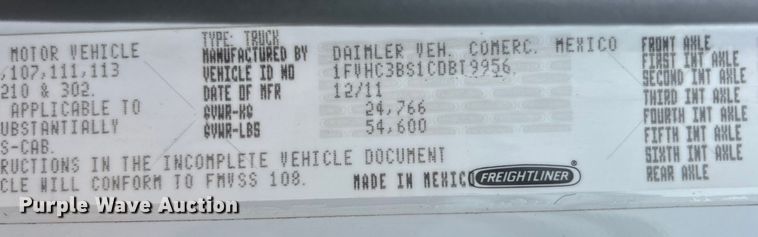 TYPE: TRUCK
MOTOR VEHICLE MANUFACTURED BY DAIMLER VEH. COMERC. MEXICO FRONT AXLE
,107,111,113 VEHICLE ID NO 1FVHC3BS1CDBT9956 FIRST INT AXLE
210 & 302. DATE OF MFR 12/11 SECOND INT AXLE
APPLICABLE TO GVWR-KG 24,766 THIRD INT AXLE
UBSTANTIALLY GVWR-LBS 54,600 FOURTH INT AXLE
S-CAB. FIFTH INT AXLE
RUCTIONS IN THE INCOMPLETE VEHICLE DOCUMENT SIXTH INT AXLE
CLE WILL CONFORM TO FMVSS 108. MADE IN MEXICO FREIGHTLINER® REAR AXLE
Purple Wave Auction